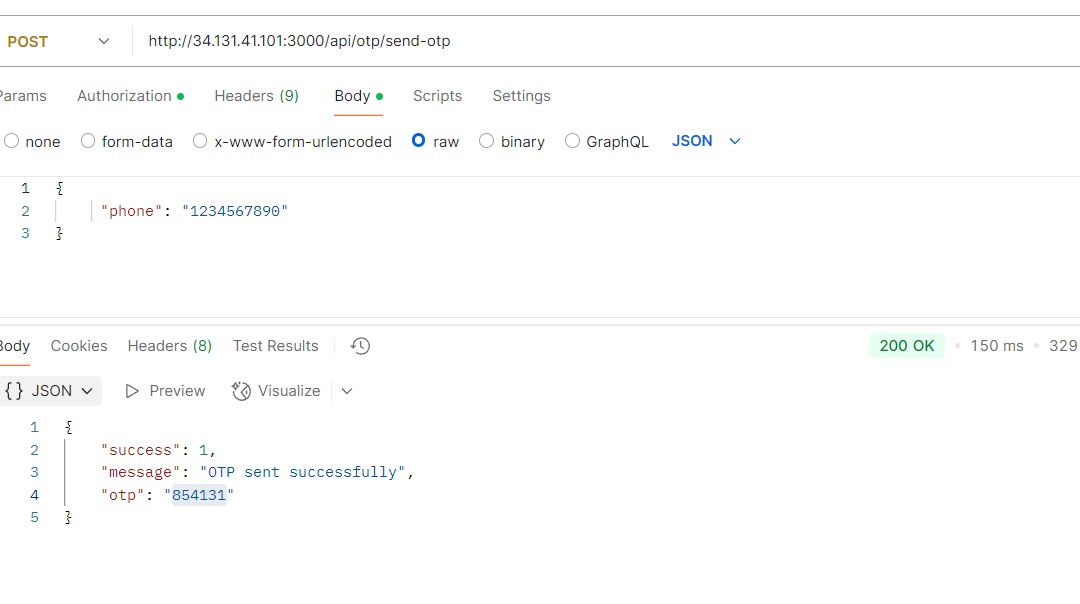 POST http://34.131.41.101:3000/api/otp/send-otp
Params Authorization Headers (9) Body Scripts Settings
none form-data x-www-form-urlencoded raw binary GraphQL JSON
1 {
2 "phone": "1234567890"
3 }
Body Cookies Headers (8) Test Results 200 OK • 150 ms • 329
{} JSON Preview Visualize
1 {
2 "success": 1,
3 "message": "OTP sent successfully",
4 "otp": "854131"
5 }